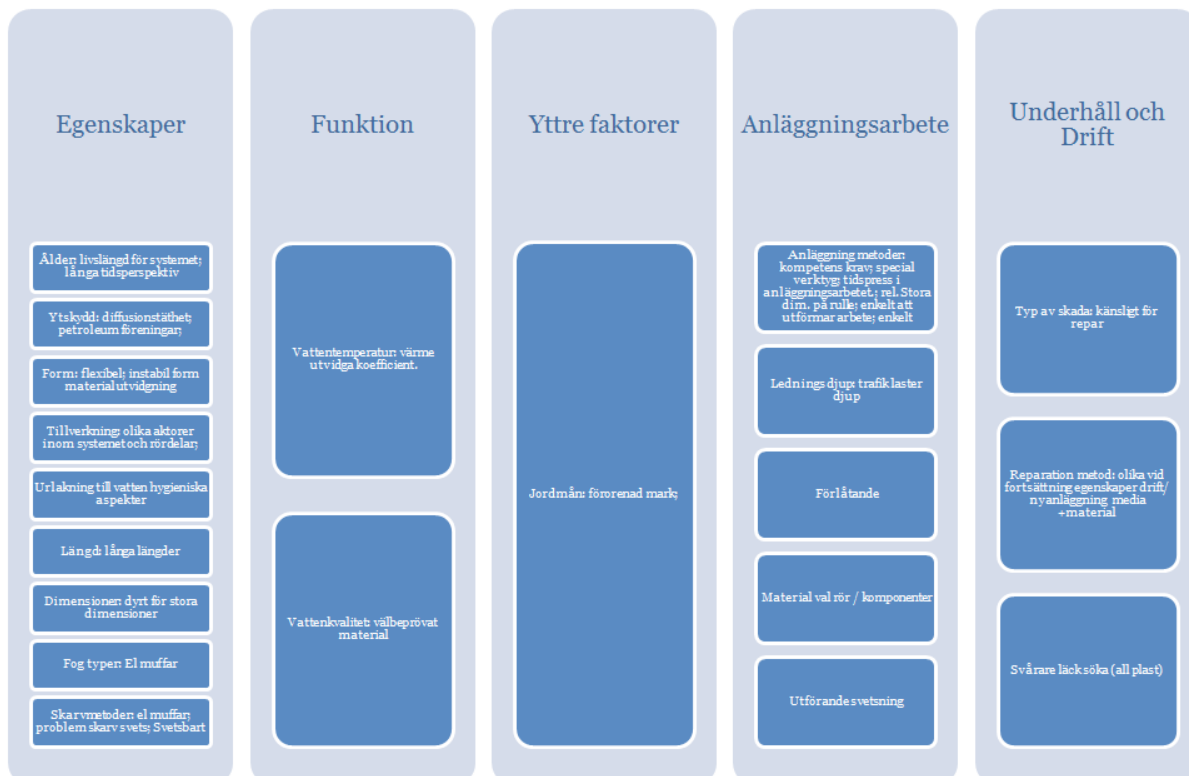 Egenskaper
Ålder: livslängd för systemet;
långa tidsperspektiv
Ytskydd: diffusionstäthet;
petroleum föreningar;
Form: flexibel; instabil form
material utvidgning
Tillverkning: olika aktorer
inom systemet och rördelar;
Urlakning till vatten hygieniska
aspekter
Längd: långa längder
Dimensioner: dyrt för stora
dimensioner
Fog typer: El muffar
Skarvmetoder: el muffar;
problem skarv svets; Svetsbart
Funktion
Vattentemperatur: värme
utvidga koefficient.
Vattenkvalitet: välbeprövat
material
Yttre faktorer
Jordmån: förorenad mark;
Anläggningsarbete
Anläggning metoder:
kompetens krav; special
verktyg; tidspress i
anläggningsarbetet.; rel. Stora
dim. på rulle; enkelt att
utförmar arbete; enkelt
Lednings djup: trafik laster
djup
Förlåtande
Material val rör / komponenter
Utförande svetsning
Underhåll och
Drift
Typ av skada: känsligt för
repar
Reparation metod: olika vid
fortsättning egenskaper drift/
nyanläggning media
+material
Svårare läck söka (all plast)